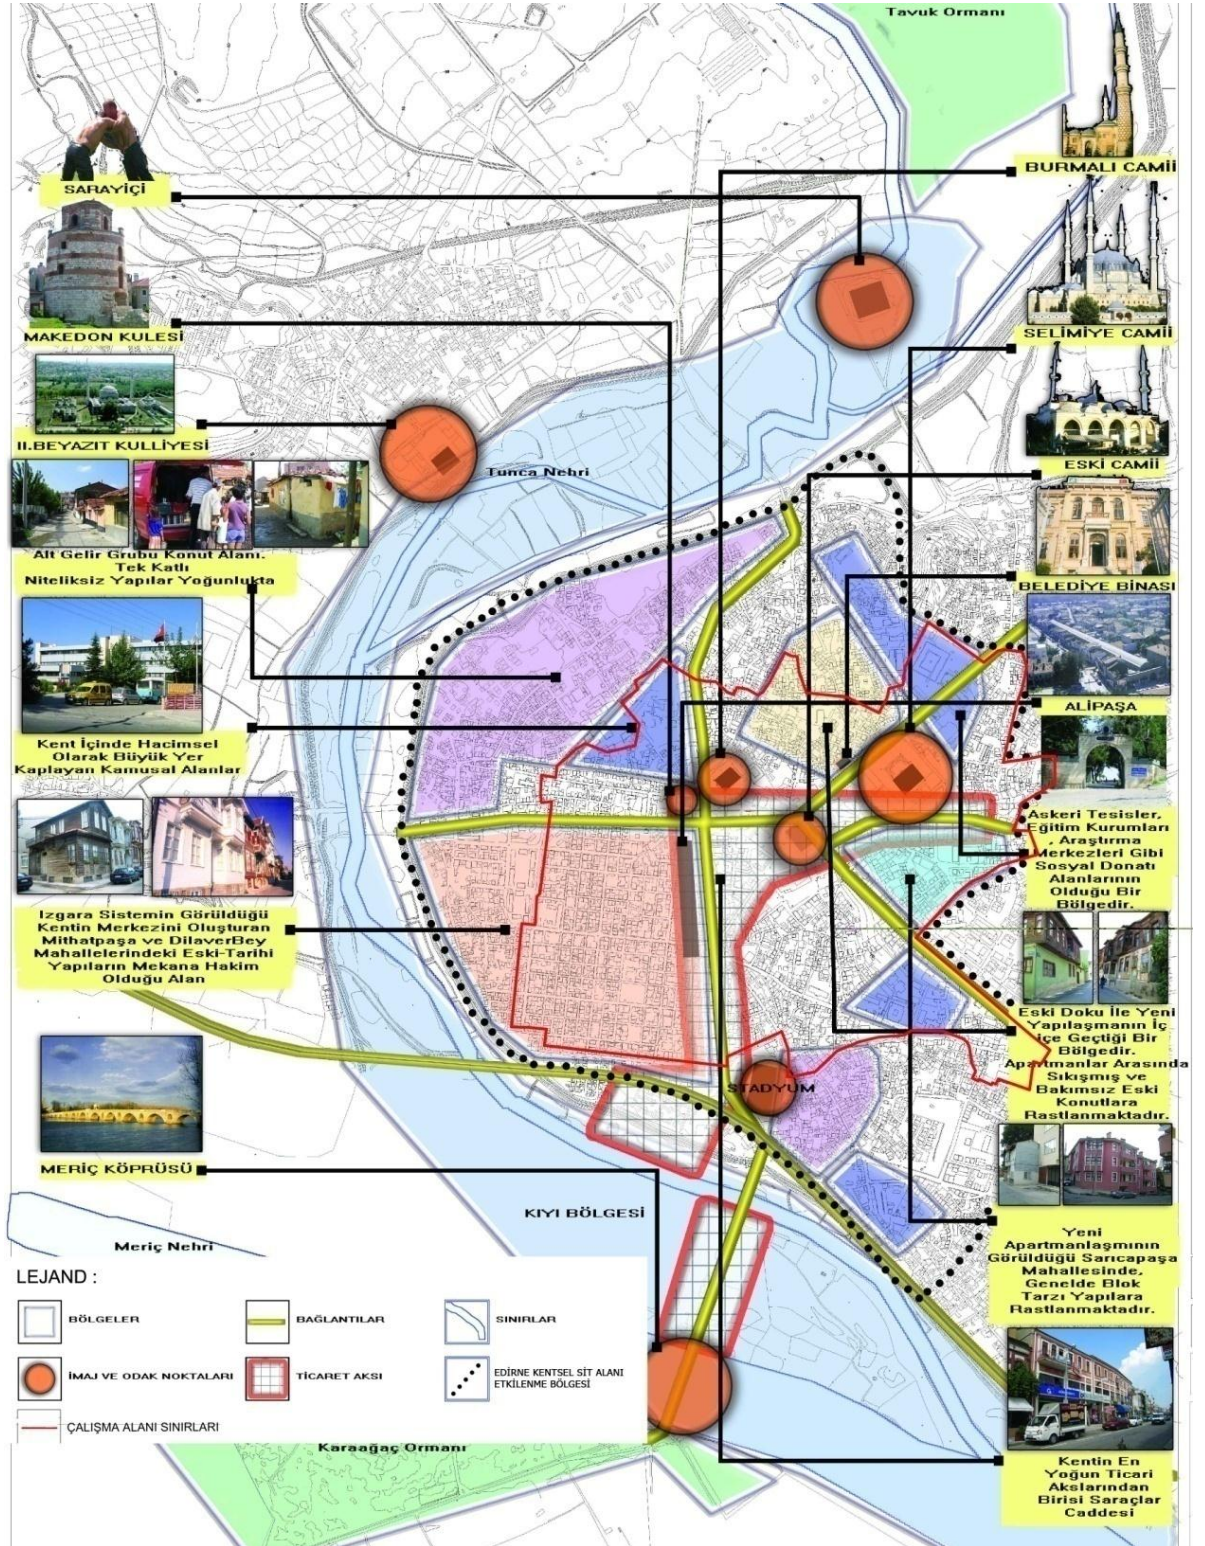 Tavuk Ormanı
SARAYİÇİ
MAKEDON KULESİ
II.BEYAZIT KULLİYESİ
Alt Gelir Grubu Konut Alanı.
Tek Katlı
Niteliksiz Yapılar Yoğunlukta
Kent İçinde Hacimsel
Olarak Büyük Yer
Kaplayan Kamusal Alanlar
Izgara Sistemin Görüldüğü
Kentin Merkezini Oluşturan
Mithatpaşa ve DilaverBey
Mahallelerindeki Eski-Tarihi
Yapıların Mekana Hakim
Olduğu Alan
MERİÇ KÖPRÜSÜ
Meriç Nehri
Tunca Nehri
STADYUM
KIYI BÖLGESİ
Karaağaç Ormanı
BURMALI CAMİİ
SELİMİYE CAMİİ
ESKİ CAMİİ
BELEDİYE BİNASI
ALİPAŞA
Askeri Tesisler,
Eğitim Kurumları
, Araştırma
Merkezleri Gibi
Sosyal Donatı
Alanlarının
Olduğu Bir
Bölgedir.
Eski Doku İle Yeni
Yapılaşmanın İç
içe Geçtiği Bir
Bölgedir.
Apartmanlar Arasında
Sıkışmış ve
Bakımsız Eski
Konutlara
Rastlanmaktadır.
Yeni
Apartmanlaşmının
Görüldüğü Sarıcapaşa
Mahallesinde,
Genelde Blok
Tarzı Yapılara
Rastlanmaktadır.
Kentin En
Yoğun Ticari
Akslarından
Birisi Saraçlar
Caddesi
LEJAND :
BÖLGELER
BAĞLANTILAR
SINIRLAR
İMAJ VE ODAK NOKTALARI
TİCARET AKSI
EDİRNE KENTSEL SİT ALANI
ETKİLENME BÖLGESİ
ÇALIŞMA ALANI SINIRLARI